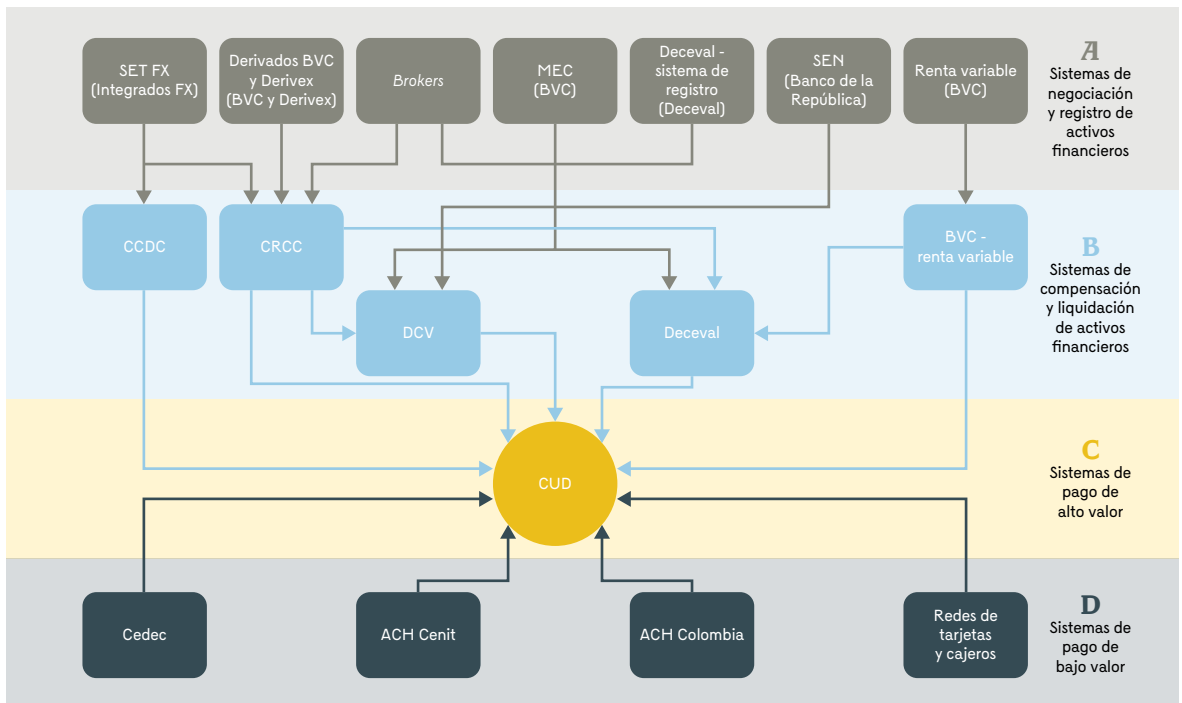 SET FX
(Integrados FX)
Derivados BVC
y Derivex
(BVC y Derivex)
Brokers
MEC
(BVC)
Deceval -
sistema de
registro
(Deceval)
SEN
(Banco de la
República)
Renta variable
(BVC)
A
Sistemas de
negociación
y registro de
activos
financieros
CCDC
CRCC
DCV
Deceval
BVC -
renta variable
B
Sistemas de
compensación
y liquidación
de activos
financieros
CUD
C
Sistemas de
pago de
alto valor
Cedec
ACH Cenit
ACH Colombia
Redes de
tarjetas
y cajeros
D
Sistemas de
pago de
bajo valor